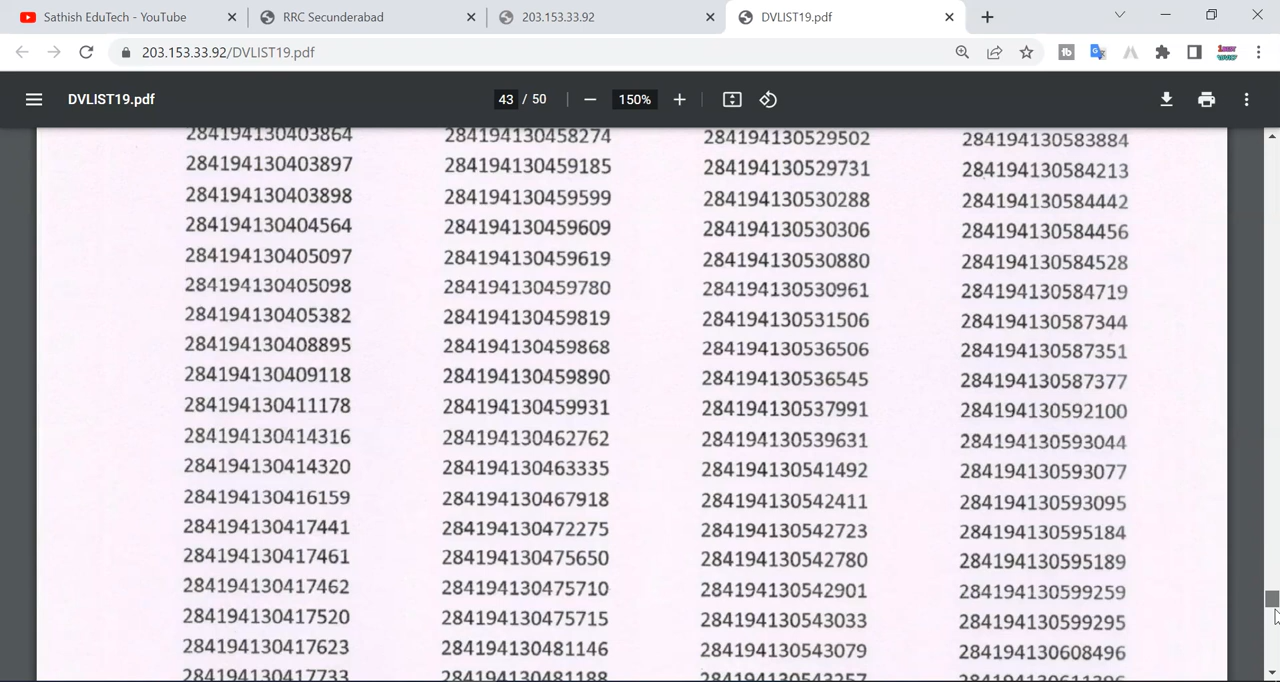 Sathish EduTech - YouTube
RRC Secunderabad
203.153.33.92
DVLIST19.pdf
203.153.33.92/DVLIST19.pdf
DVLIST19.pdf
43 / 50
150%
284194130403864 284194130458274 284194130529502 284194130583884
284194130403897 284194130459185 284194130529731 284194130584213
284194130403898 284194130459599 284194130530288 284194130584442
284194130404564 284194130459609 284194130530306 284194130584456
284194130405097 284194130459619 284194130530880 284194130584528
284194130405098 284194130459780 284194130530961 284194130584719
284194130405382 284194130459819 284194130531506 284194130587344
284194130408895 284194130459868 284194130536506 284194130587351
284194130409118 284194130459890 284194130536545 284194130587377
284194130411178 284194130459931 284194130537991 284194130592100
284194130414316 284194130462762 284194130539631 284194130593044
284194130414320 284194130463335 284194130541492 284194130593077
284194130416159 284194130467918 284194130542411 284194130593095
284194130417441 284194130472275 284194130542723 284194130595184
284194130417461 284194130475650 284194130542780 284194130595189
284194130417462 284194130475710 284194130542901 284194130599259
284194130417520 284194130475715 284194130543033 284194130599295
284194130417623 284194130481146 284194130543079 284194130608496
284194130417733 284194130481188 284194130543257